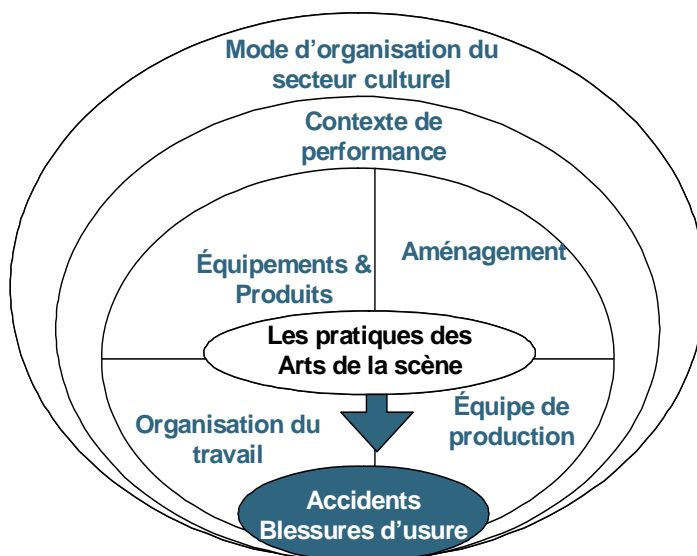 Mode d'organisation du
secteur culturel
Contexte de
performance
Équipements &
Produits
Aménagement
Les pratiques des
Arts de la scène
Organisation du
travail
Équipe de
production
Accidents
Blessures d'usure